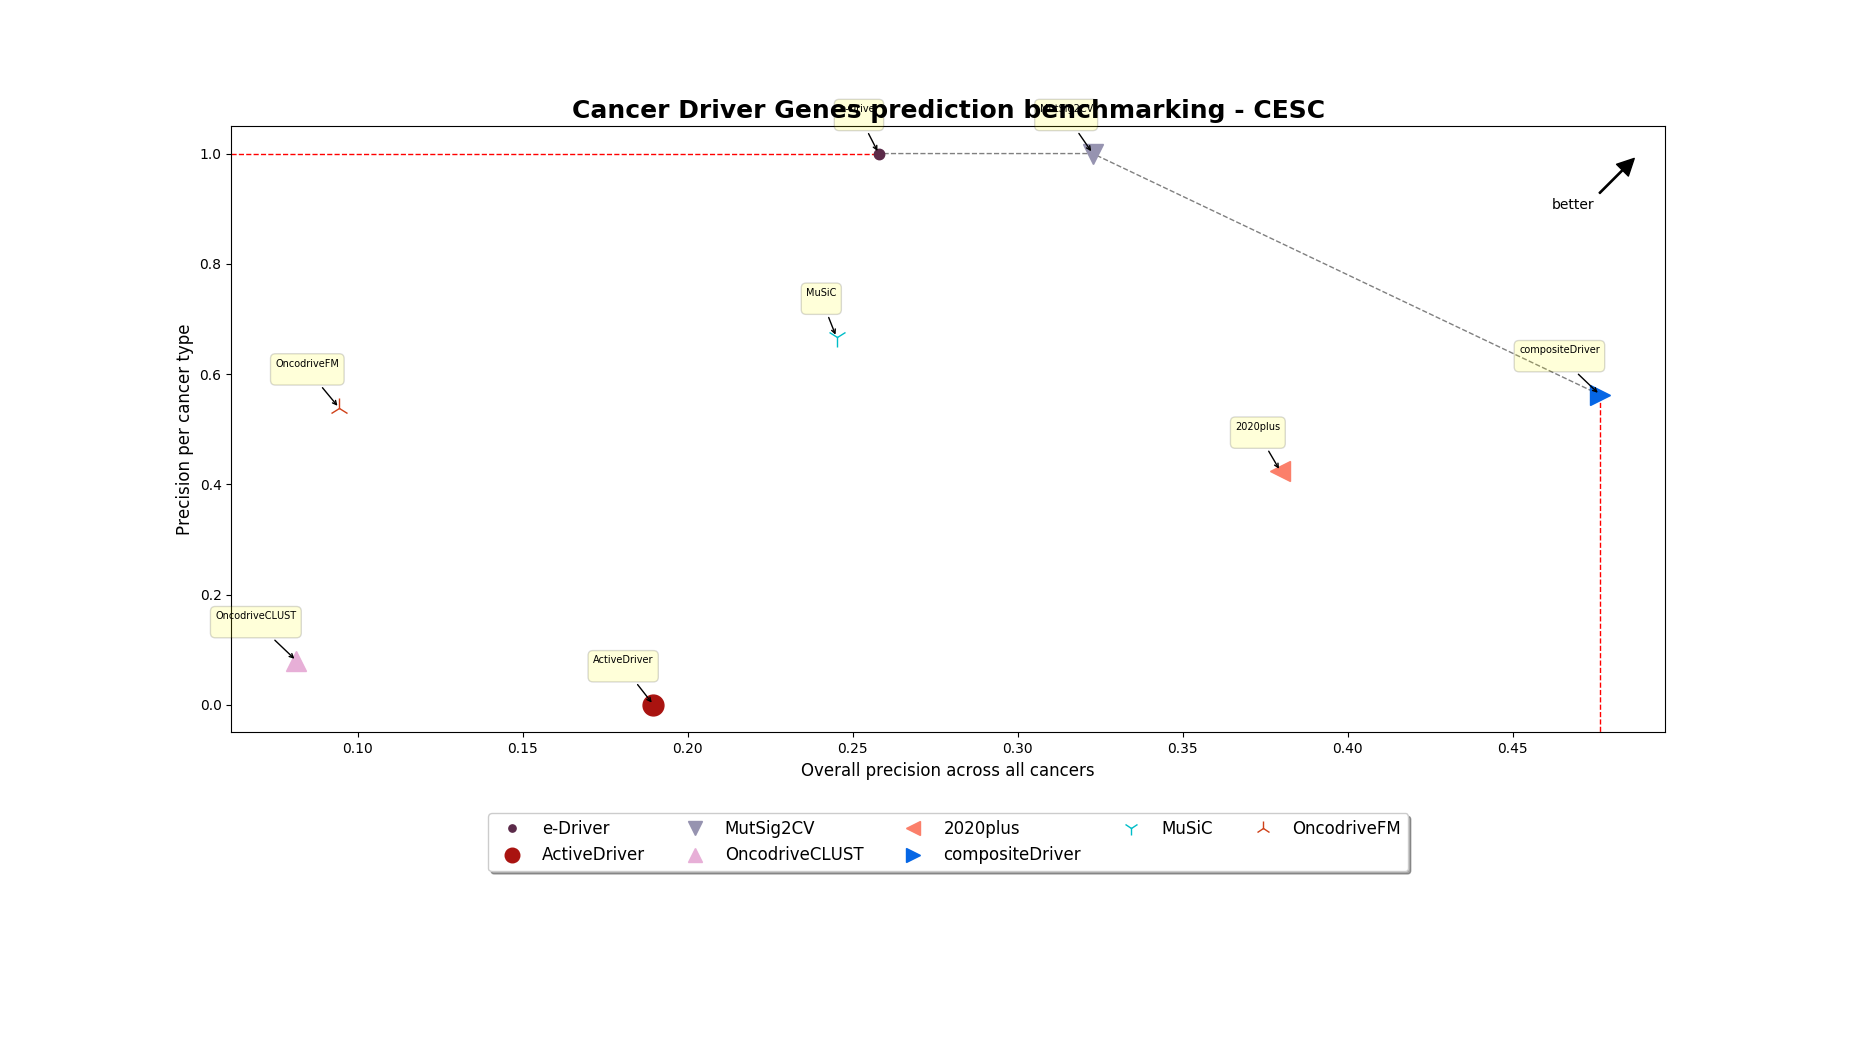 Cancer Driver Genes prediction benchmarking - CESC
1.0
0.8
0.6
0.4
0.2
0.0
Precision per cancer type
better
MuSiC
OncodriveFM
compositeDriver
2020plus
OncodriveCLUST
ActiveDriver
0.10 0.15 0.20 0.25 0.30 0.35 0.40 0.45
Overall precision across all cancers
e-Driver MutSig2CV 2020plus MuSiC OncodriveFM
ActiveDriver OncodriveCLUST compositeDriver